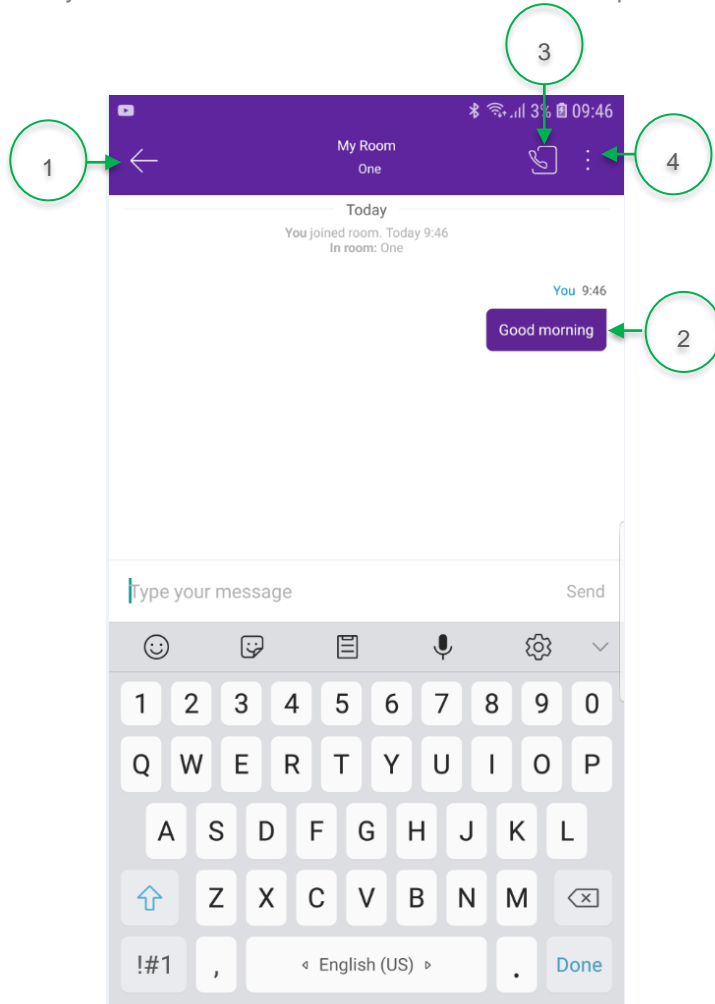 3
3% 09:46
1
My Room
One
4
Today
You joined room. Today 9:46
In room: One
You 9:46
Good morning
2
Type your message
Send
1 2 3 4 5 6 7 8 9 0
Q W E R T Y U I O P
A S D F G H J K L
Z X C V B N M
!#1 , English (US) . Done